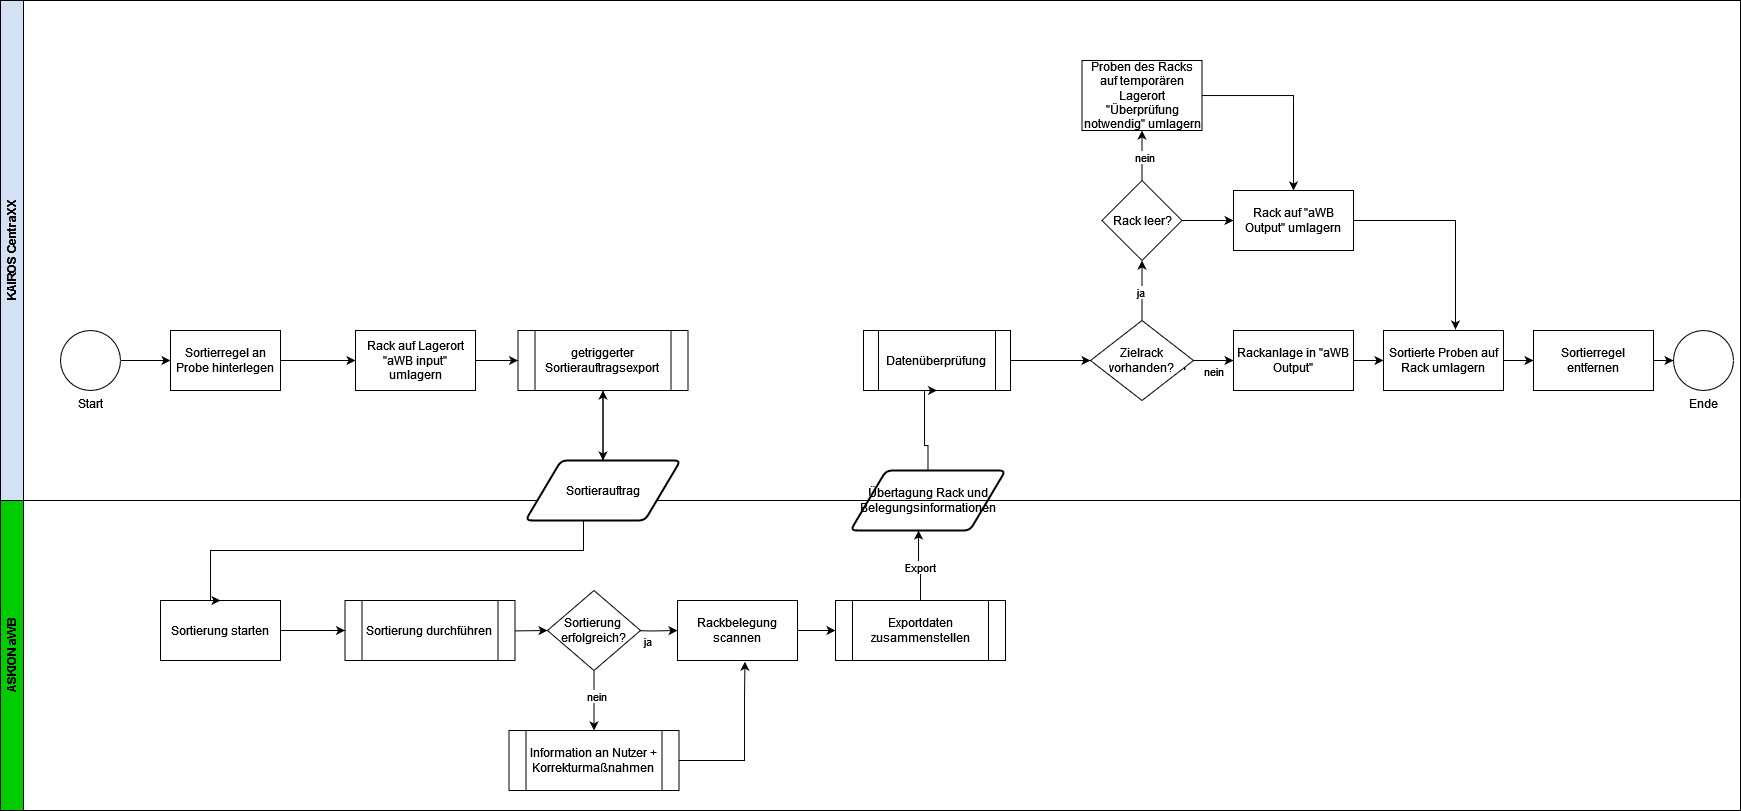 KAIROS CentraXX
Proben des Racks
auf temporären
Lagerort
"Überprüfung
notwendig" umlagern
nein
Rack leer?
Rack auf "aWB
Output" umlagern
ja
Start
Sortierregel an
Probe hinterlegen
Rack auf Lagerort
"aWB input"
umlagern
getriggerter
Sortierauftragsexport
Datenüberprüfung
Zielrack
vorhanden?
nein
Rackanlage in "aWB
Output"
Sortierte Proben auf
Rack umlagern
Sortierregel
entfernen
Ende
Sortierauftrag
Übertagung Rack und
Belegungsinformationen
ASKION aWB
Export
Sortierung starten
Sortierung durchführen
Sortierung
erfolgreich?
ja
Rackbelegung
scannen
Exportdaten
zusammenstellen
nein
Information an Nutzer +
Korrekturmaßnahmen